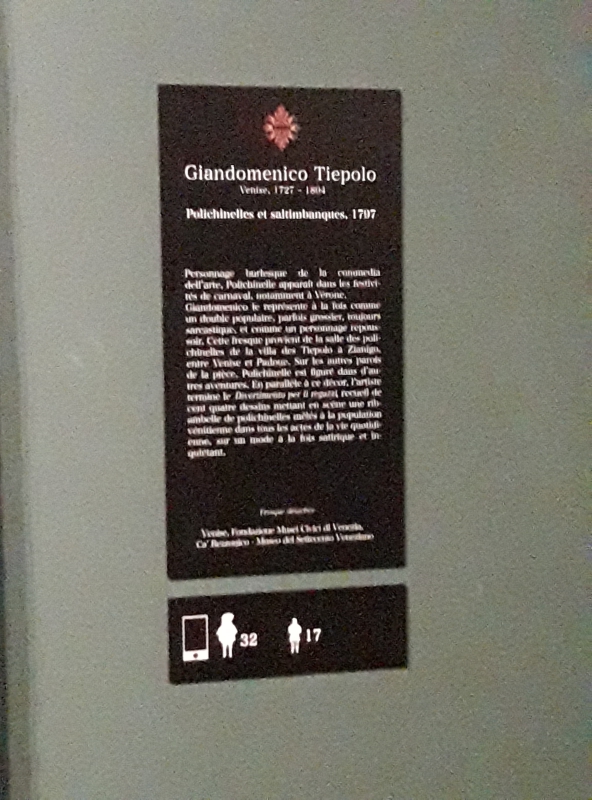 Giandomenico Tiepolo
Venise, 1727 - 1804
Polichinelles et saltimbanques, 1797
Personnage burlesque de la commedia
dell'arte, Polichinelle apparaît dans les festivi-
tés de carnaval, notamment à Vérone.
Giandomenico le représente à la fois comme
un double populaire, parfois grossier, toujours
sarcastique, et comme un personnage repous-
soir. Cette fresque provient de la salle des poli-
chinelles de la villa des Tiepolo à Zianigo,
entre Venise et Padoue. Sur les autres parois
de la pièce, Polichinelle est figuré dans d'au-
tres aventures. En parallèle à ce décor, l'artiste
termine le Divertimento per li regazzi, recueil de
cent quatre dessins mettant en scène une rib-
ambelle de polichinelles mêlés à la population
vénitienne dans tous les actes de la vie quotidi-
enne, sur un mode à la fois satirique et in-
quiétant.
Fresque détachée
Venise, Fondazione Musei Civici di Venezia,
Ca' Rezzonico - Museo del Settecento Veneziano
32 17